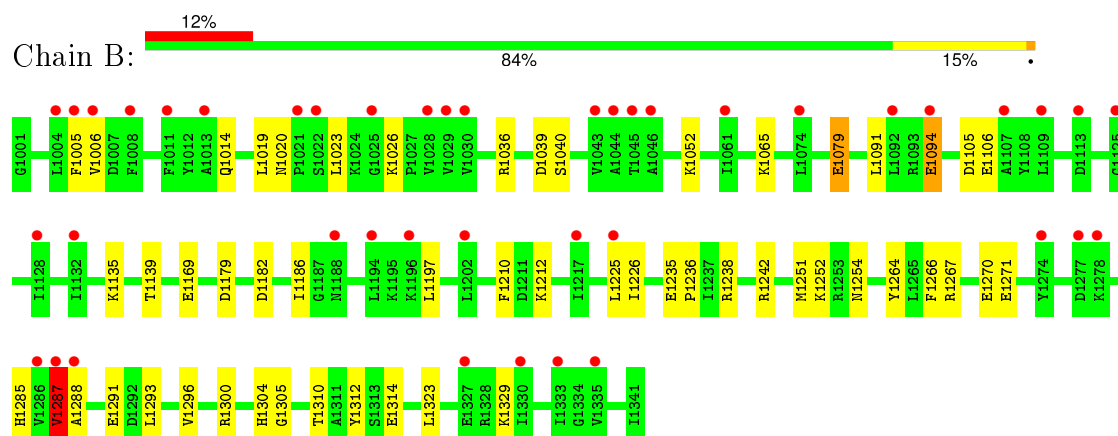 12%
Chain B:
84%
15%
•
G1001 L1004 F1005 V1006 D1007 F1008 F1011 Y1012 A1013 Q1014 L1019 N1020 P1021 S1022 L1023 K1024 G1025 K1026 P1027 V1028 V1029 V1030 R1036 D1039 S1040 V1043 A1044 T1045 A1046 K1052 I1061 K1065 L1074 E1079 L1091 L1092 R1093 E1094 D1105 E1106 A1107 Y1108 L1109 D1113
I1128 I1132 K1135 T1139 E1169 D1179 D1182 I1186 G1187 N1188 L1194 K1195 K1196 L1197 L1202 F1210 D1211 K1212 I1217 L1225 I1226 E1235 P1236 I1237 R1238 R1242 M1251 K1252 R1253 N1254 Y1264 L1265 F1266 R1267 E1270 E1271 Y1274 D1277 K1278
H1285 V1286 V1287 A1288 E1291 D1292 L1293 V1296 R1300 H1304 G1305 T1310 A1311 Y1312 S1313 E1314 L1323 E1327 R1328 K1329 I1330 I1333 G1334 V1335 I1341